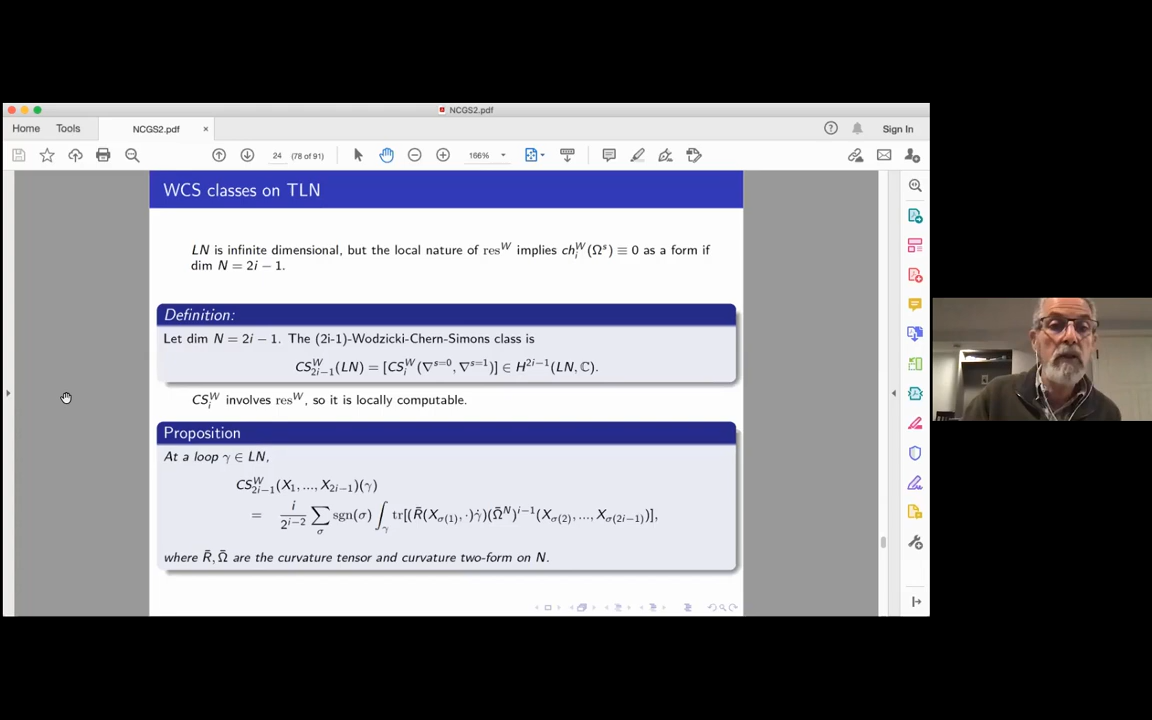 NCGS2.pdf
Home Tools NCGS2.pdf × Sign In
24 (78 of 91) 166%
WCS classes on TLN
LN is infinite dimensional, but the local nature of res^W implies ch_i^W(Ω^s) ≡ 0 as a form if
dim N = 2i − 1.
Definition:
Let dim N = 2i − 1. The (2i-1)-Wodzicki-Chern-Simons class is
CS^W_{2i−1}(LN) = [CS_i^W(∇^{s=0}, ∇^{s=1})] ∈ H^{2i−1}(LN, ℂ).
CS_i^W involves res^W, so it is locally computable.
Proposition
At a loop γ ∈ LN,
CS^W_{2i−1}(X_1, ..., X_{2i−1})(γ)
= i/2^{i−2} ∑_σ sgn(σ) ∫_γ tr[(R̄(X_{σ(1)}, ·)γ̇)(Ω̄^N)^{i−1}(X_{σ(2)}, ..., X_{σ(2i−1)})],
where R̄, Ω̄ are the curvature tensor and curvature two-form on N.